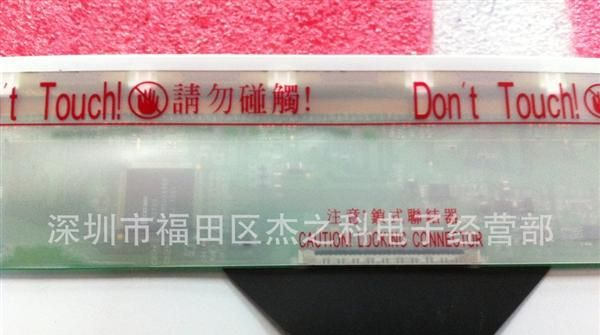 't Touch! 請勿碰觸! Don't Touch!
注意!鎖式聯結器
深圳市福田区杰之科电子经营部
CAUTION! LOCKING CONNECTOR